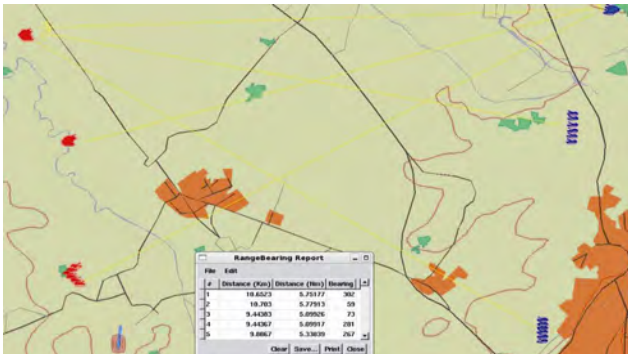 RangeBearing Report
File Edit
# Distance (Km) Distance (Nm) Bearing
1 10.6523 5.75177 302
2 10.703 5.77913 59
3 9.44383 5.09926 73
4 9.44367 5.09917 281
5 9.8867 5.33839 267
Clear Save... Print Close